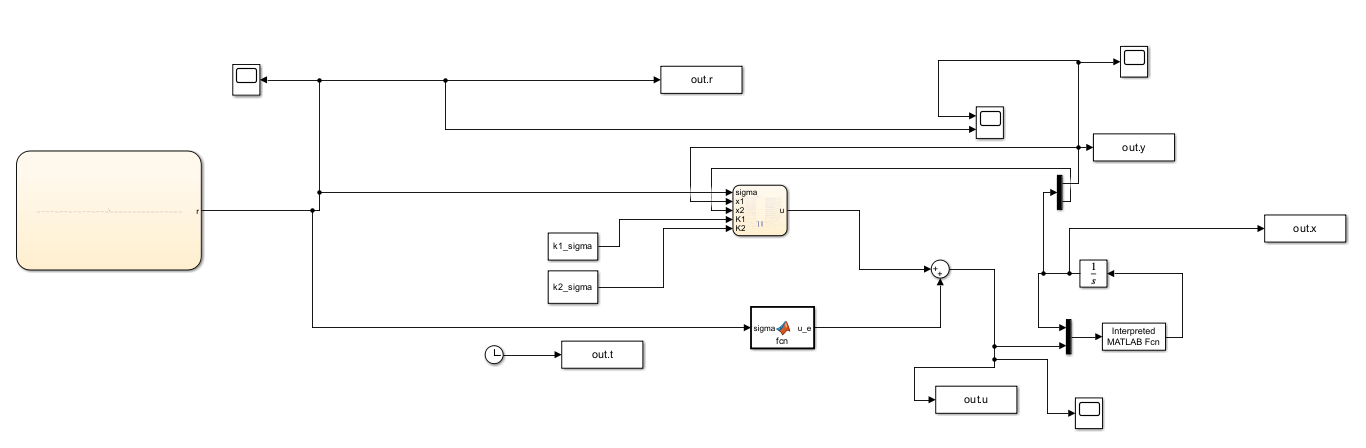 out.r
out.y
r
sigma
x1
x2
K1
K2
u
k1_sigma
k2_sigma
out.x
+
+
1
s
sigma
u_e
fcn
Interpreted
MATLAB Fcn
out.t
out.u